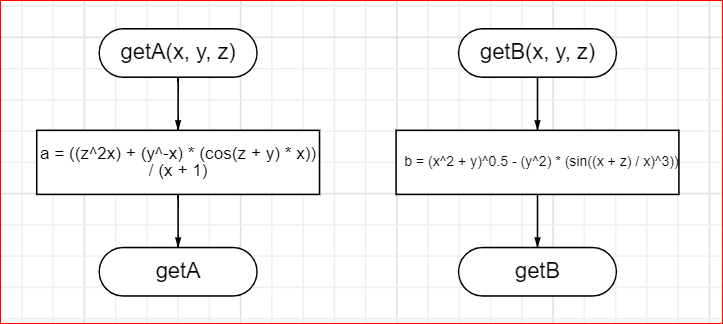 getA(x, y, z)
getB(x, y, z)
a = ((z^2x) + (y^-x) * (cos(z + y) * x))
/ (x + 1)
b = (x^2 + y)^0.5 - (y^2) * (sin((x + z) / x)^3))
getA
getB